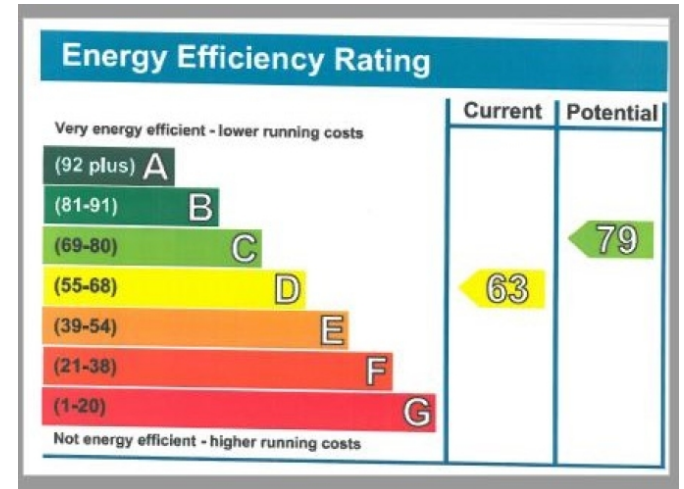 Energy Efficiency Rating
Current Potential
Very energy efficient - lower running costs
(92 plus) A
(81-91) B
(69-80) C
79
(55-68) D
63
(39-54) E
(21-38) F
(1-20) G
Not energy efficient - higher running costs